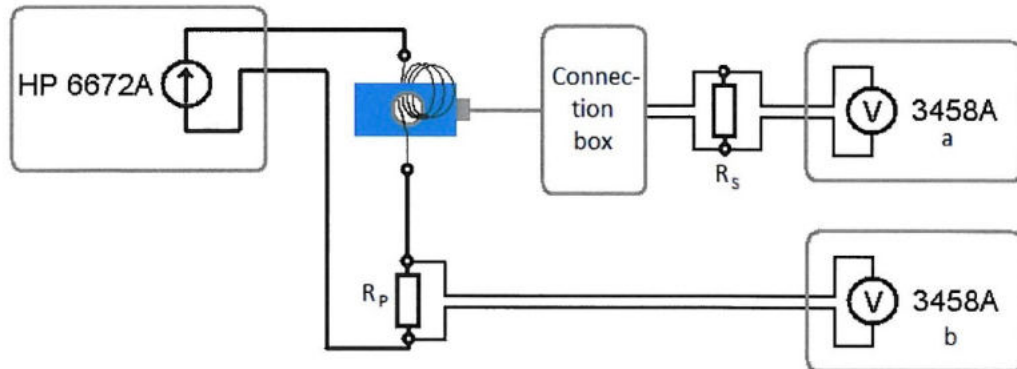 HP 6672A
Connec-
tion
box
R_S
V
3458A
a
R_P
V
3458A
b